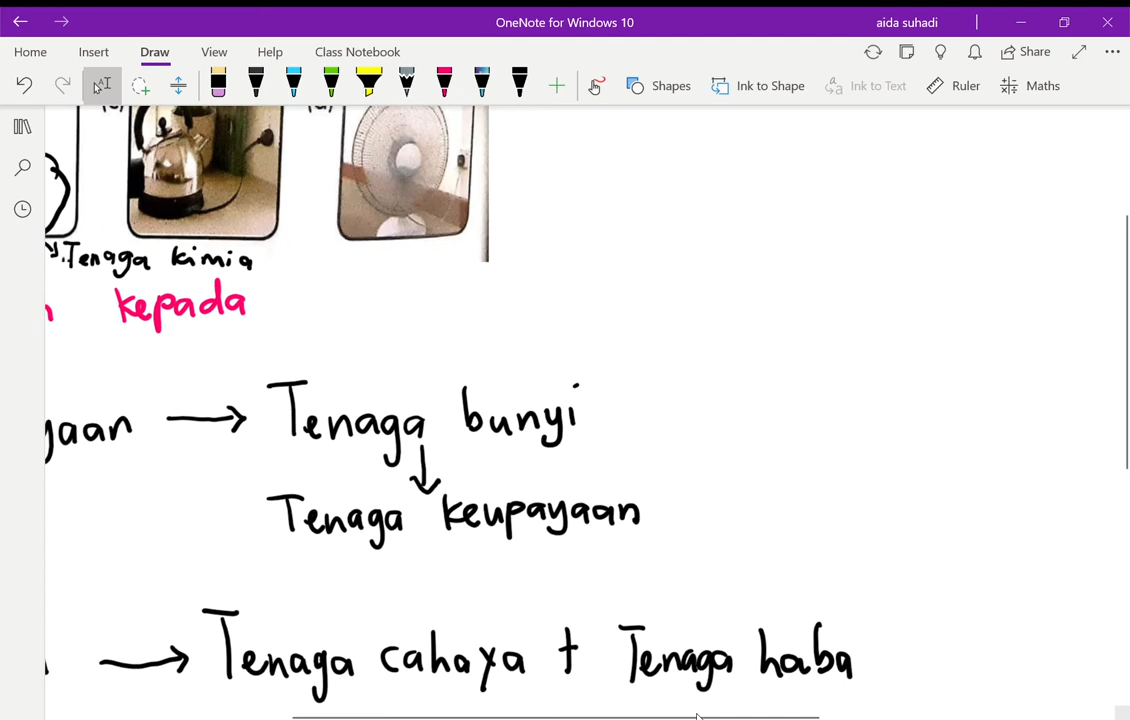 OneNote for Windows 10
aida suhadi
Home Insert Draw View Help Class Notebook
Share
Shapes
Ink to Shape
Ink to Text
Ruler
Maths
Tenaga kimia
kepada
yaan → Tenaga bunyi
↓
Tenaga keupayaan
→ Tenaga cahaya + Tenaga haba